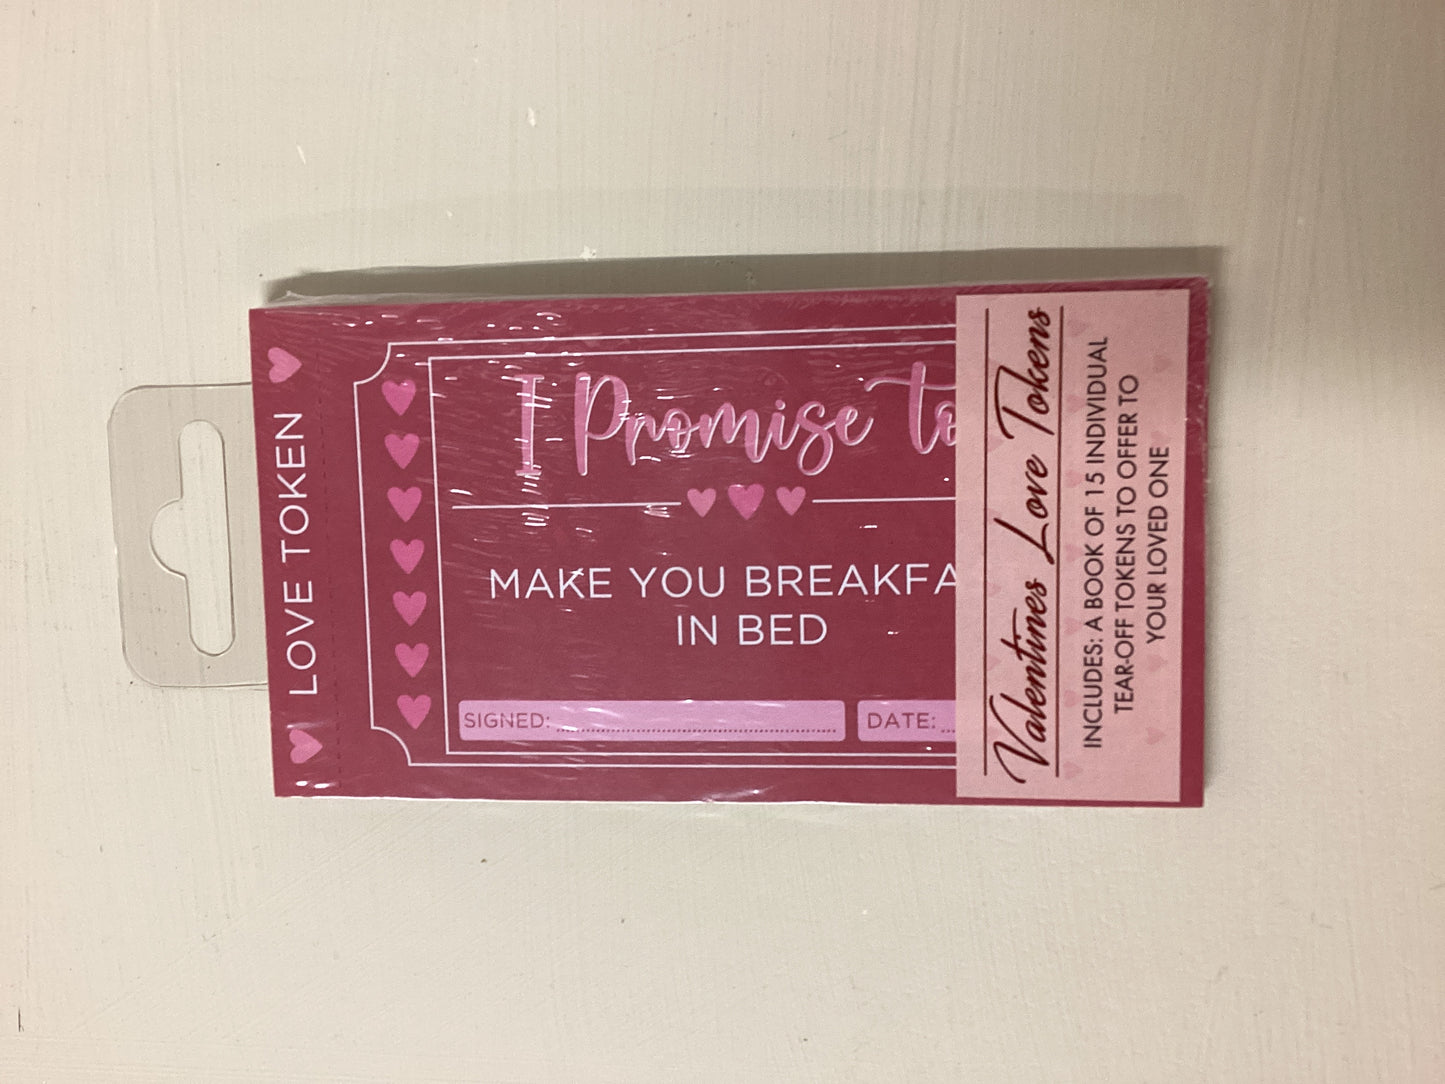 LOVE TOKEN
I Promise to
MAKE YOU BREAKFA
IN BED
SIGNED:
DATE:
Valentines Love Tokens
INCLUDES: A BOOK OF 15 INDIVIDUAL
TEAR-OFF TOKENS TO OFFER TO
YOUR LOVED ONE